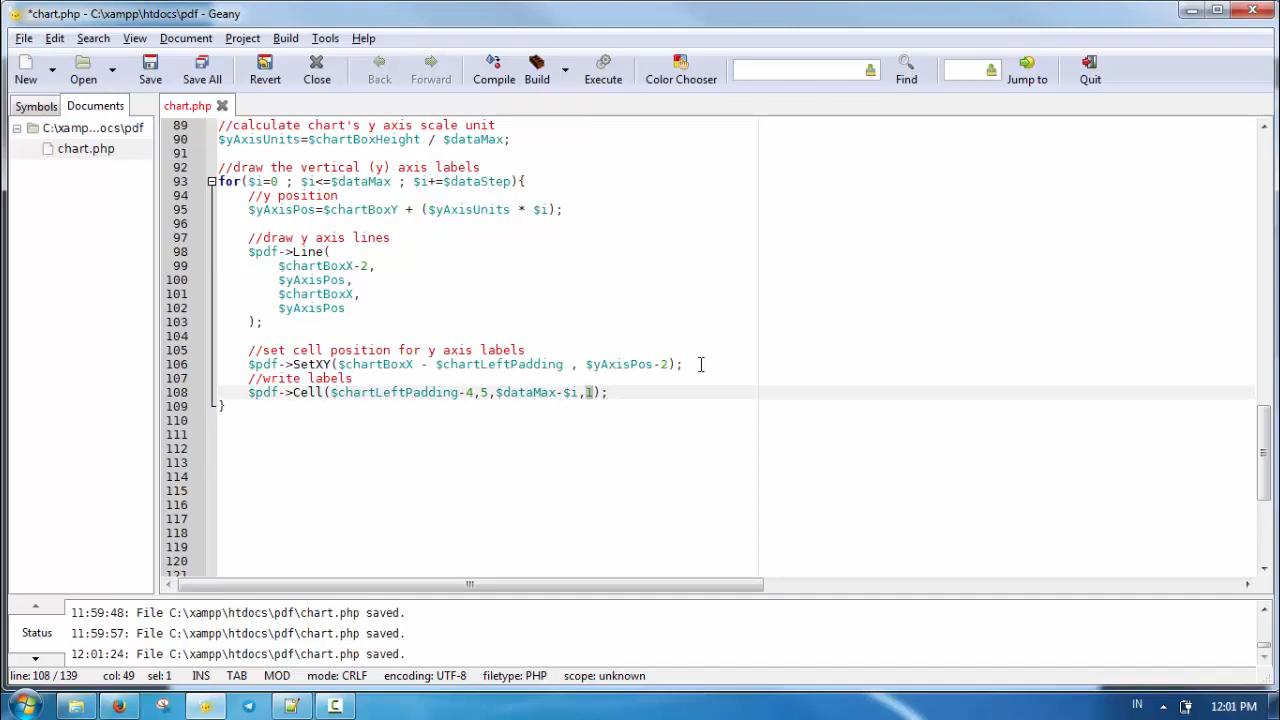 *chart.php - C:\xampp\htdocs\pdf - Geany
File Edit Search View Document Project Build Tools Help
New Open Save Save All Revert Close Back Forward Compile Build Execute Color Chooser Find Jump to Quit
Symbols Documents chart.php
C:\xamp...ocs\pdf
chart.php
89 //calculate chart's y axis scale unit
90 $yAxisUnits=$chartBoxHeight / $dataMax;
91
92 //draw the vertical (y) axis labels
93 for($i=0 ; $i<=$dataMax ; $i+=$dataStep){
94 //y position
95 $yAxisPos=$chartBoxY + ($yAxisUnits * $i);
96
97 //draw y axis lines
98 $pdf->Line(
99 $chartBoxX-2,
100 $yAxisPos,
101 $chartBoxX,
102 $yAxisPos
103 );
104
105 //set cell position for y axis labels
106 $pdf->SetXY($chartBoxX - $chartLeftPadding , $yAxisPos-2);
107 //write labels
108 $pdf->Cell($chartLeftPadding-4,5,$dataMax-$i,1);
109 }
110
111
112
113
114
115
116
117
118
119
120
121
Status
11:59:48: File C:\xampp\htdocs\pdf\chart.php saved.
11:59:57: File C:\xampp\htdocs\pdf\chart.php saved.
12:01:24: File C:\xampp\htdocs\pdf\chart.php saved.
line: 108 / 139 col: 49 sel: 1 INS TAB MOD mode: CRLF encoding: UTF-8 filetype: PHP scope: unknown
IN 12:01 PM